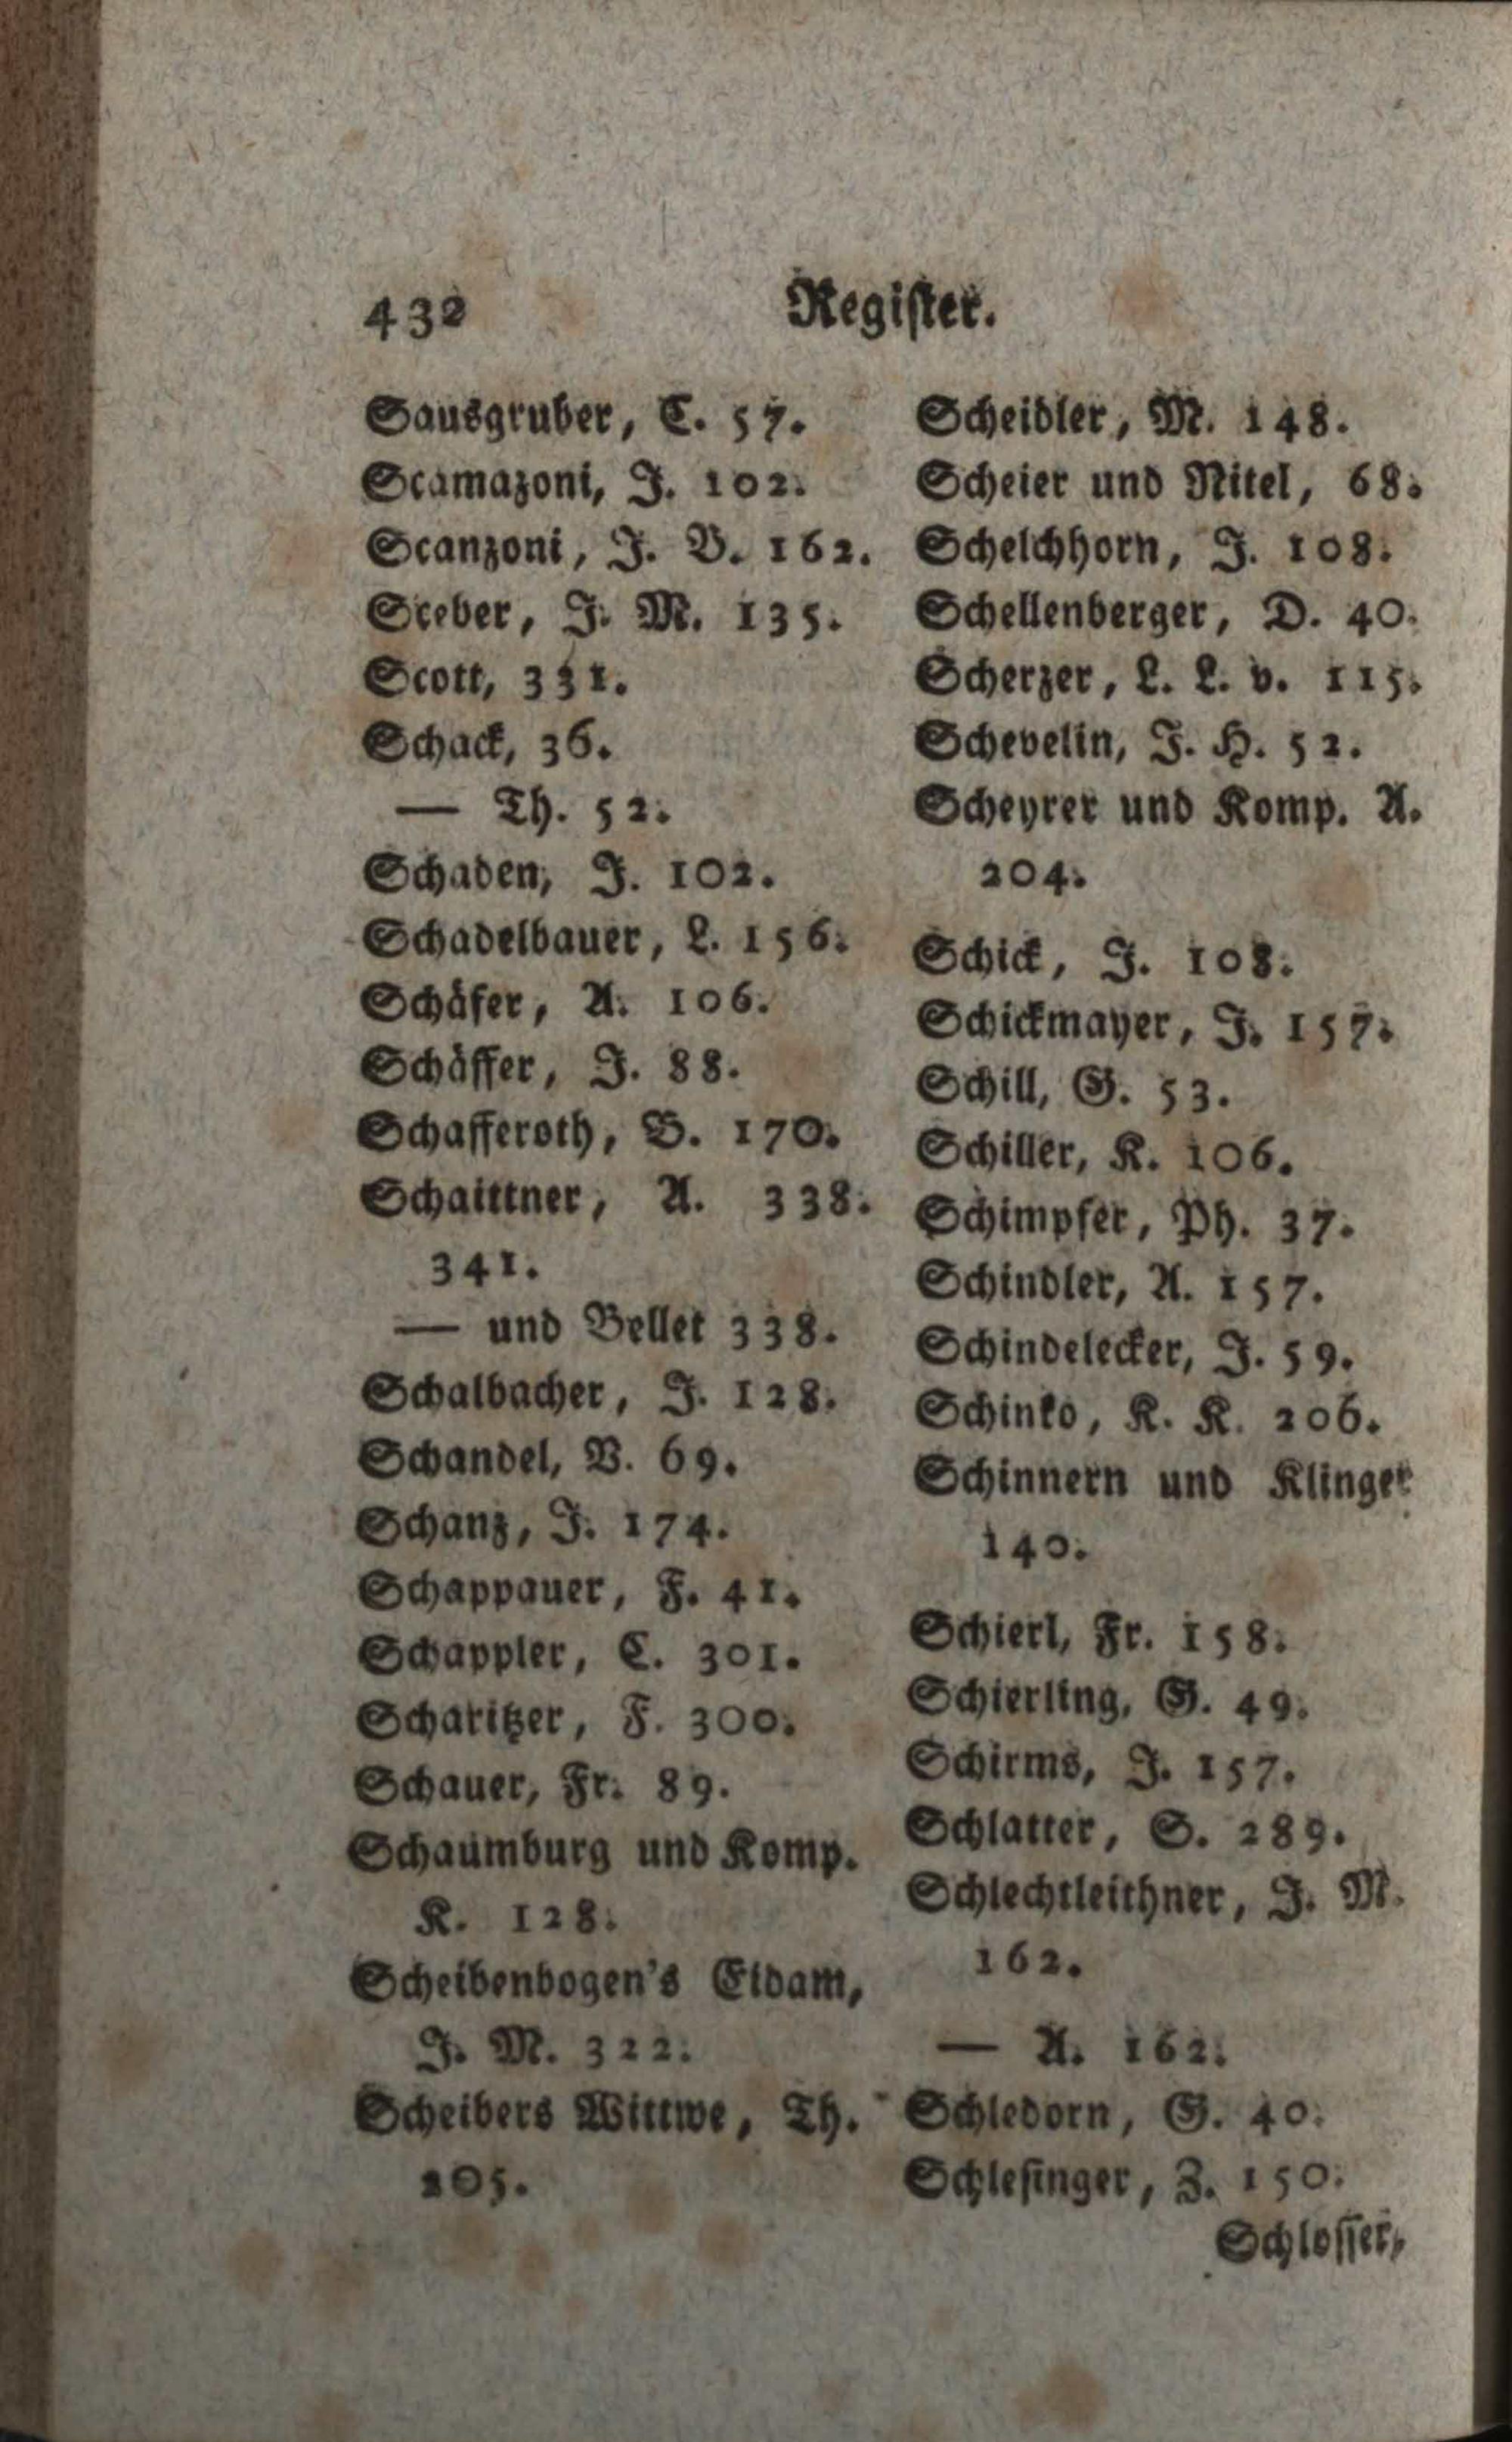 432 Register.
Sausgruber, C. 57.
Scamazoni, J. 102.
Scanzoni, J. B. 162.
Sceber, J. M. 135.
Scott, 331.
Schack, 36.
— Th. 52.
Schaden, J. 102.
Schadelbauer, L. 156.
Schäfer, A. 106.
Schäffer, J. 88.
Schafferoth, B. 170.
Schaittner, A. 338.
341.
— und Bellet 338.
Schalbacher, J. 128.
Schandel, V. 69.
Schanz, J. 174.
Schappauer, F. 41.
Schappler, C. 301.
Scharitzer, F. 300.
Schauer, Fr. 89.
Schaumburg und Komp.
K. 128.
Scheibenbogen's Eidam,
J. M. 322.
Scheibers Wittwe, Th.
205.
Scheidler, M. 148.
Scheier und Nitel, 68.
Schelchhorn, J. 108.
Schellenberger, D. 40.
Scherzer, L. L. v. 115.
Schevelin, J. H. 52.
Scheyrer und Komp. A.
204.
Schick, J. 108.
Schickmayer, J. 157.
Schill, G. 53.
Schiller, K. 106.
Schimpfer, Ph. 37.
Schindler, A. 157.
Schindelecker, J. 59.
Schinko, K. K. 206.
Schinnern und Klinger
140.
Schierl, Fr. 158.
Schierling, G. 49.
Schirms, J. 157.
Schlatter, S. 289.
Schlechtleithner, J. M.
162.
— A. 162.
Schledorn, G. 40.
Schlesinger, Z. 150.
Schlosser,